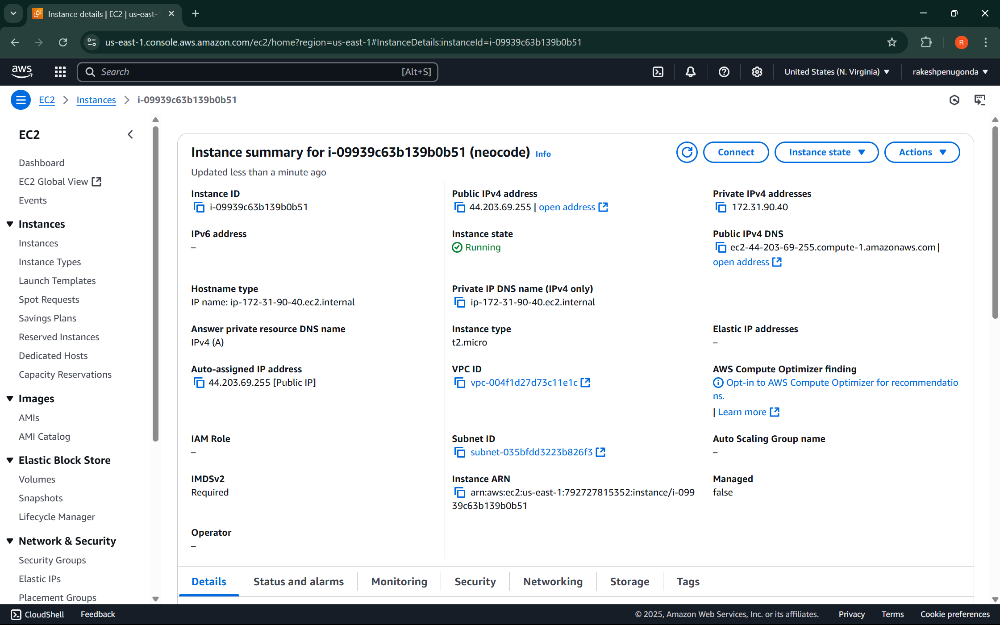 Instance details | EC2 | us-east-1
us-east-1.console.aws.amazon.com/ec2/home?region=us-east-1#InstanceDetails:instanceId=i-09939c63b139b0b51
R
aws
Search
[Alt+S]
United States (N. Virginia)
rakeshpenugonda
EC2
Instances
i-09939c63b139b0b51
EC2
Dashboard
EC2 Global View
Events
Instances
Instances
Instance Types
Launch Templates
Spot Requests
Savings Plans
Reserved Instances
Dedicated Hosts
Capacity Reservations
Images
AMIs
AMI Catalog
Elastic Block Store
Volumes
Snapshots
Lifecycle Manager
Network & Security
Security Groups
Elastic IPs
Placement Groups
Instance summary for i-09939c63b139b0b51 (neocode) Info
Updated less than a minute ago
Connect
Instance state
Actions
Instance ID
i-09939c63b139b0b51
Public IPv4 address
44.203.69.255 | open address
Private IPv4 addresses
172.31.90.40
IPv6 address
–
Instance state
Running
Public IPv4 DNS
ec2-44-203-69-255.compute-1.amazonaws.com |
open address
Hostname type
IP name: ip-172-31-90-40.ec2.internal
Private IP DNS name (IPv4 only)
ip-172-31-90-40.ec2.internal
Answer private resource DNS name
IPv4 (A)
Instance type
t2.micro
Elastic IP addresses
–
Auto-assigned IP address
44.203.69.255 [Public IP]
VPC ID
vpc-004f1d27d73c11e1c
AWS Compute Optimizer finding
Opt-in to AWS Compute Optimizer for recommendatio
ns.
| Learn more
IAM Role
–
Subnet ID
subnet-035bfdd3223b826f3
Auto Scaling Group name
–
IMDSv2
Required
Instance ARN
arn:aws:ec2:us-east-1:792727815352:instance/i-099
39c63b139b0b51
Managed
false
Operator
–
Details
Status and alarms
Monitoring
Security
Networking
Storage
Tags
CloudShell
Feedback
© 2025, Amazon Web Services, Inc. or its affiliates.
Privacy
Terms
Cookie preferences